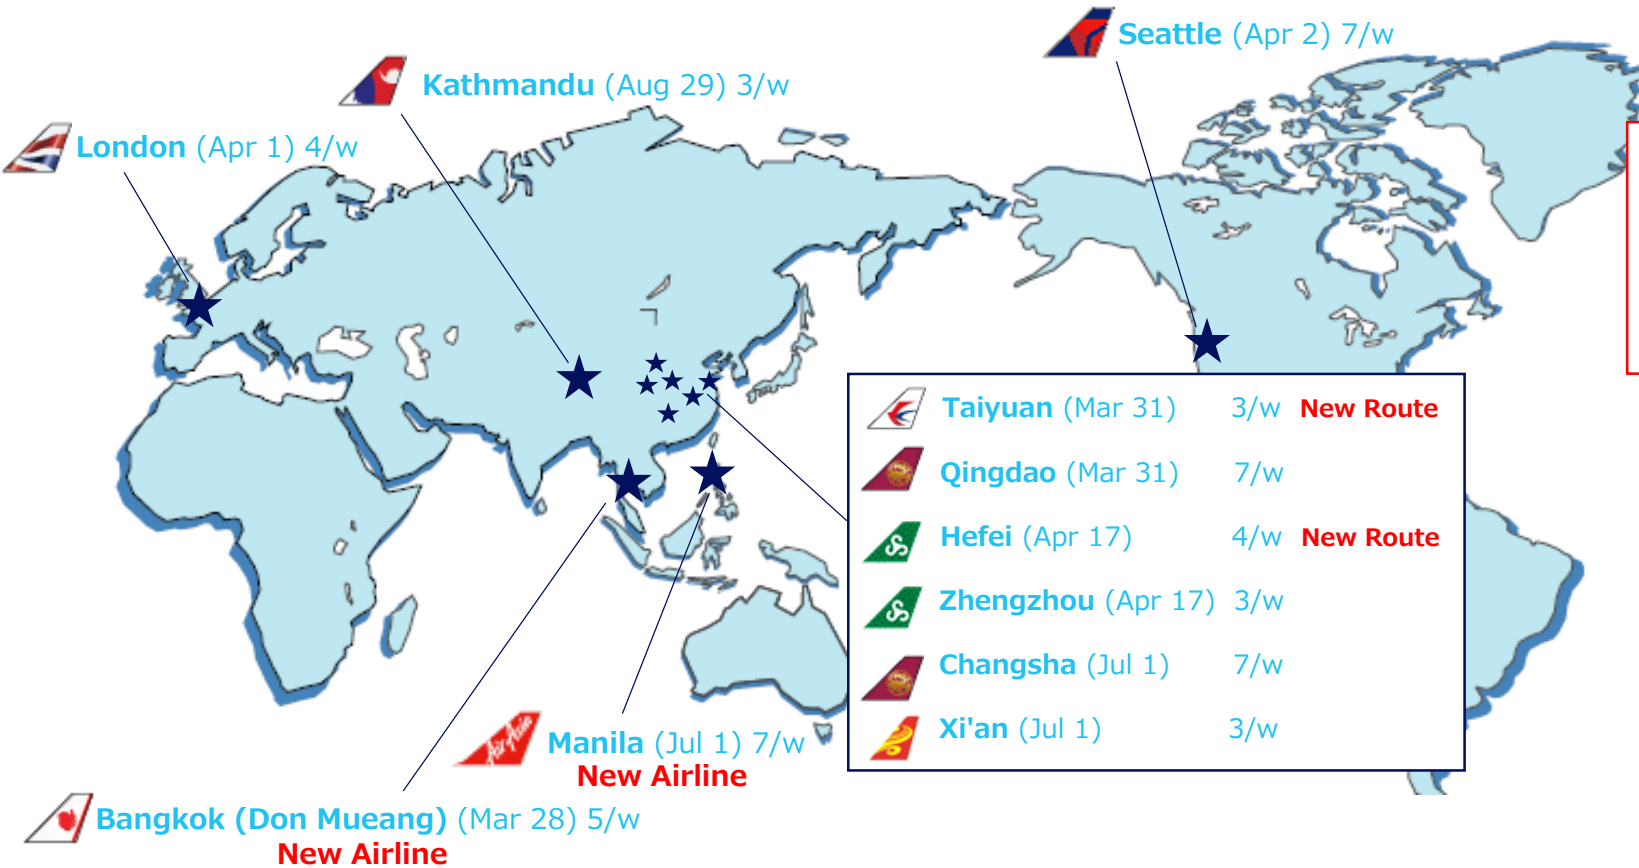 Seattle (Apr 2) 7/w
Kathmandu (Aug 29) 3/w
London (Apr 1) 4/w
Taiyuan (Mar 31) 3/w New Route
Qingdao (Mar 31) 7/w
Hefei (Apr 17) 4/w New Route
Zhengzhou (Apr 17) 3/w
Changsha (Jul 1) 7/w
Xi'an (Jul 1) 3/w
AirAsia
Manila (Jul 1) 7/w
New Airline
Bangkok (Don Mueang) (Mar 28) 5/w
New Airline